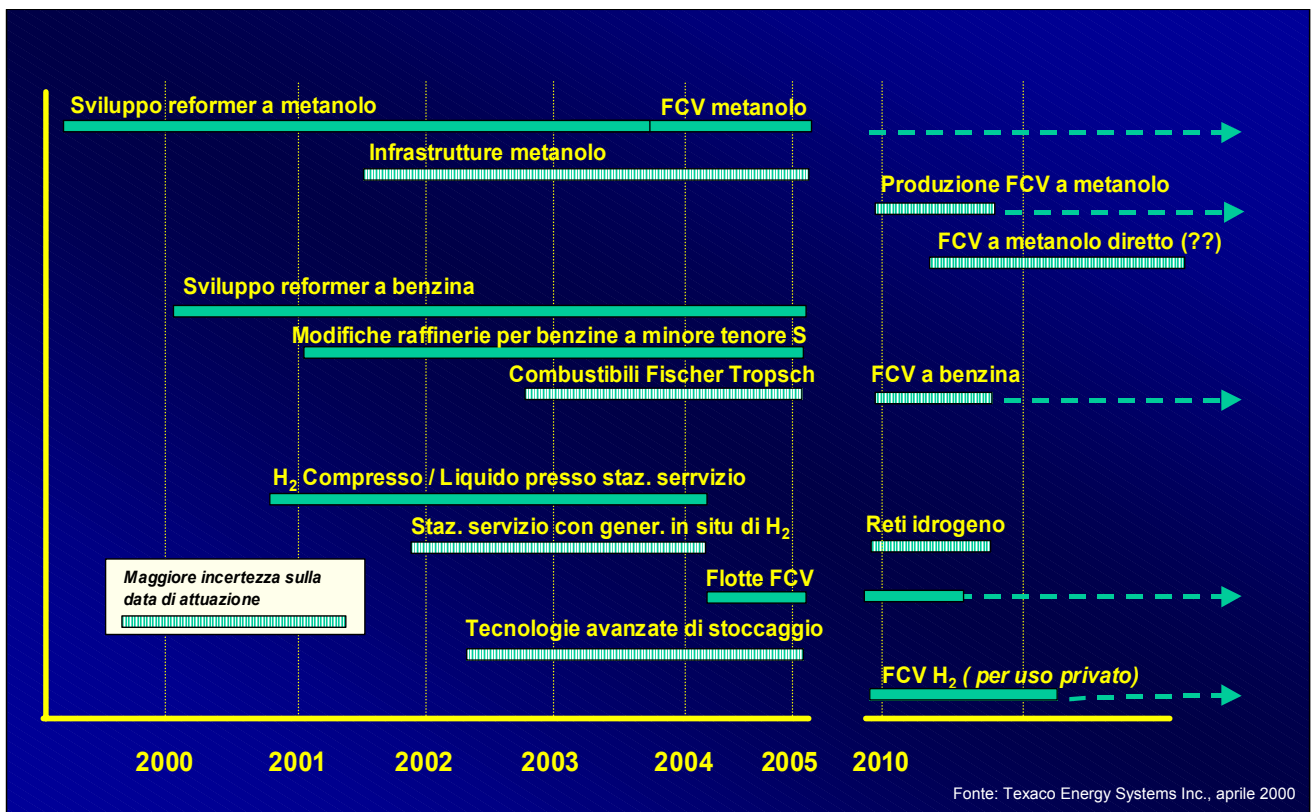 Sviluppo reformer a metanolo
FCV metanolo
Infrastrutture metanolo
Produzione FCV a metanolo
FCV a metanolo diretto (??)
Sviluppo reformer a benzina
Modifiche raffinerie per benzine a minore tenore S
Combustibili Fischer Tropsch
FCV a benzina
H₂ Compresso / Liquido presso staz. serrvizio
Staz. servizio con gener. in situ di H₂
Reti idrogeno
Maggiore incertezza sulla
data di attuazione
Flotte FCV
Tecnologie avanzate di stoccaggio
FCV H₂ ( per uso privato)
2000 2001 2002 2003 2004 2005 2010
Fonte: Texaco Energy Systems Inc., aprile 2000